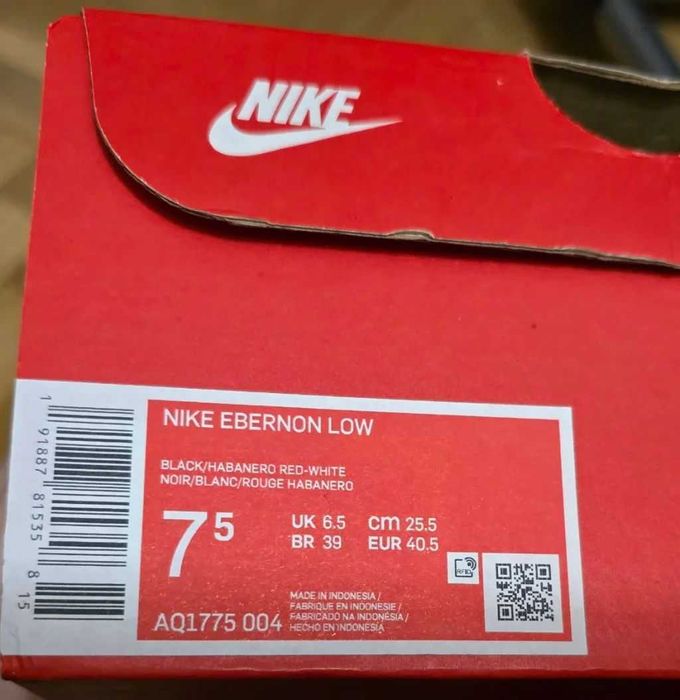 NIKE
NIKE EBERNON LOW
BLACK/HABANERO RED-WHITE
NOIR/BLANC/ROUGE HABANERO
7 5
UK 6.5 cm 25.5
BR 39 EUR 40.5
RFID
MADE IN INDONESIA /
FABRIQUE EN INDONESIE /
FABRICADO NA INDONÉSIA /
HECHO EN INDONESIA
AQ1775 004
1 91887 81535 8 15